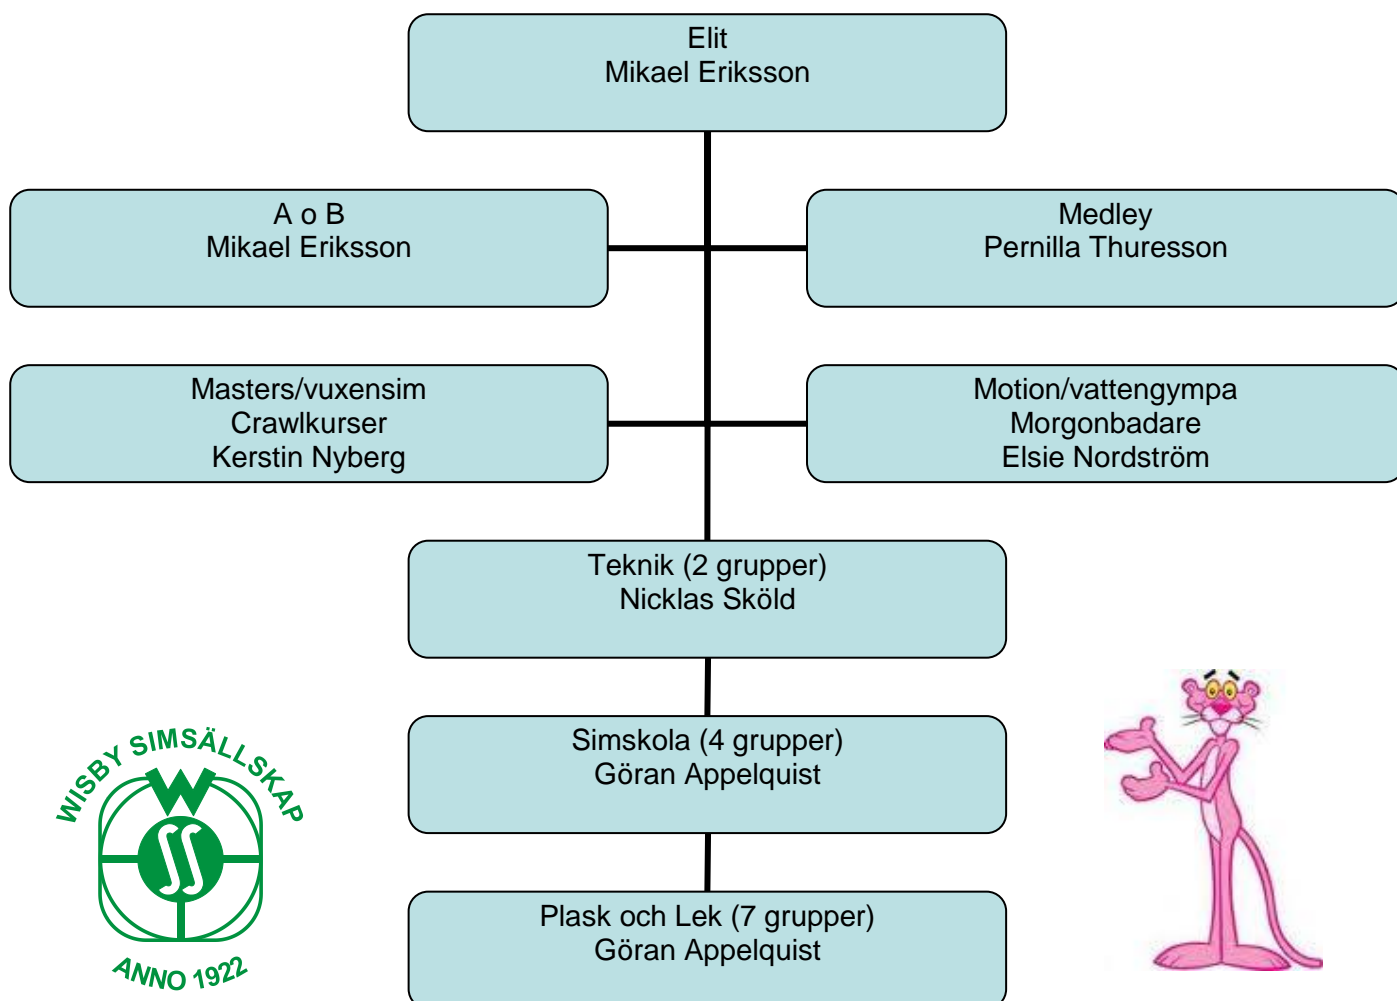 Elit
Mikael Eriksson
A o B
Mikael Eriksson
Medley
Pernilla Thuresson
Masters/vuxensim
Crawlkurser
Kerstin Nyberg
Motion/vattengympa
Morgonbadare
Elsie Nordström
Teknik (2 grupper)
Nicklas Sköld
Simskola (4 grupper)
Göran Appelquist
WISBY SIMSÄLLSKAP
W
SS
ANNO 1922
Plask och Lek (7 grupper)
Göran Appelquist